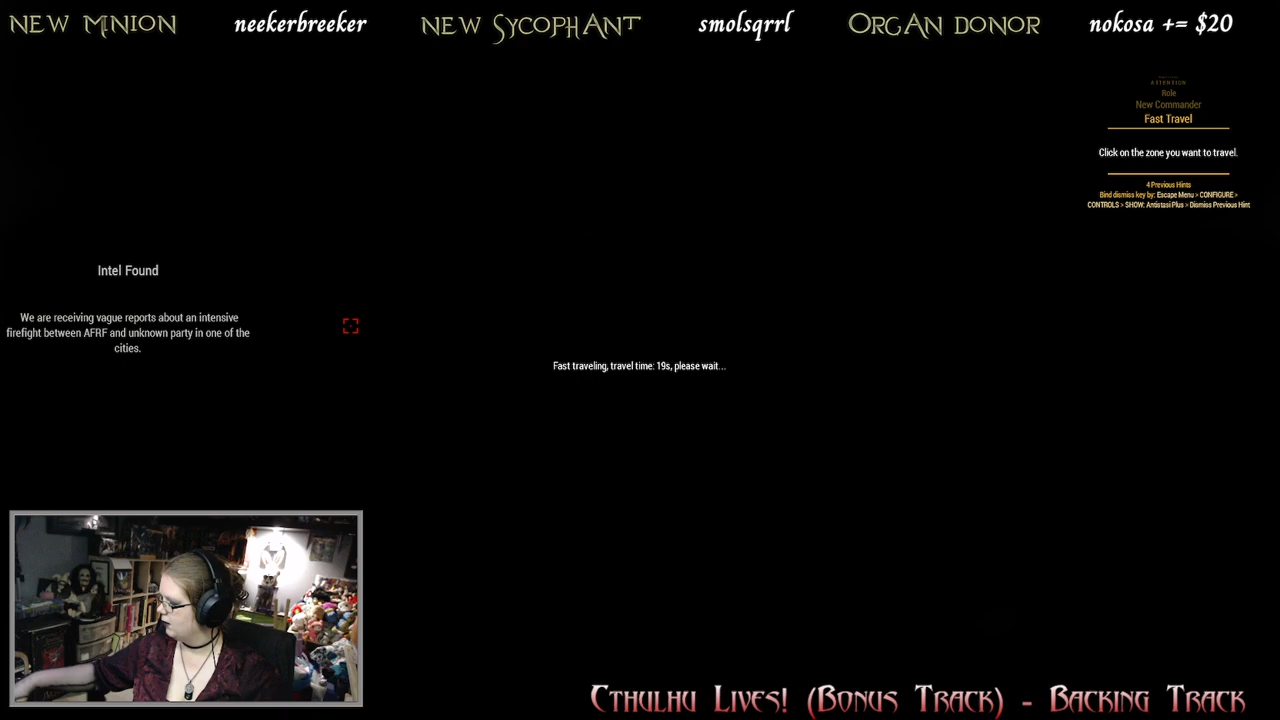 NEW MINION neekerbreeker NEW SYCOPHANT smolsqrrl ORGAN DONOR nokosa += $20
ATTENTION
Role
New Commander
Fast Travel
Click on the zone you want to travel.
4 Previous Hints
Bind dismiss key by: Escape Menu > CONFIGURE >
CONTROLS > SHOW: Antistasi Plus > Dismiss Previous Hint
Intel Found
We are receiving vague reports about an intensive
firefight between AFRF and unknown party in one of the
cities.
Fast traveling, travel time: 19s, please wait...
CTHULHU LIVES! (BONUS TRACK) - BACKING TRACK